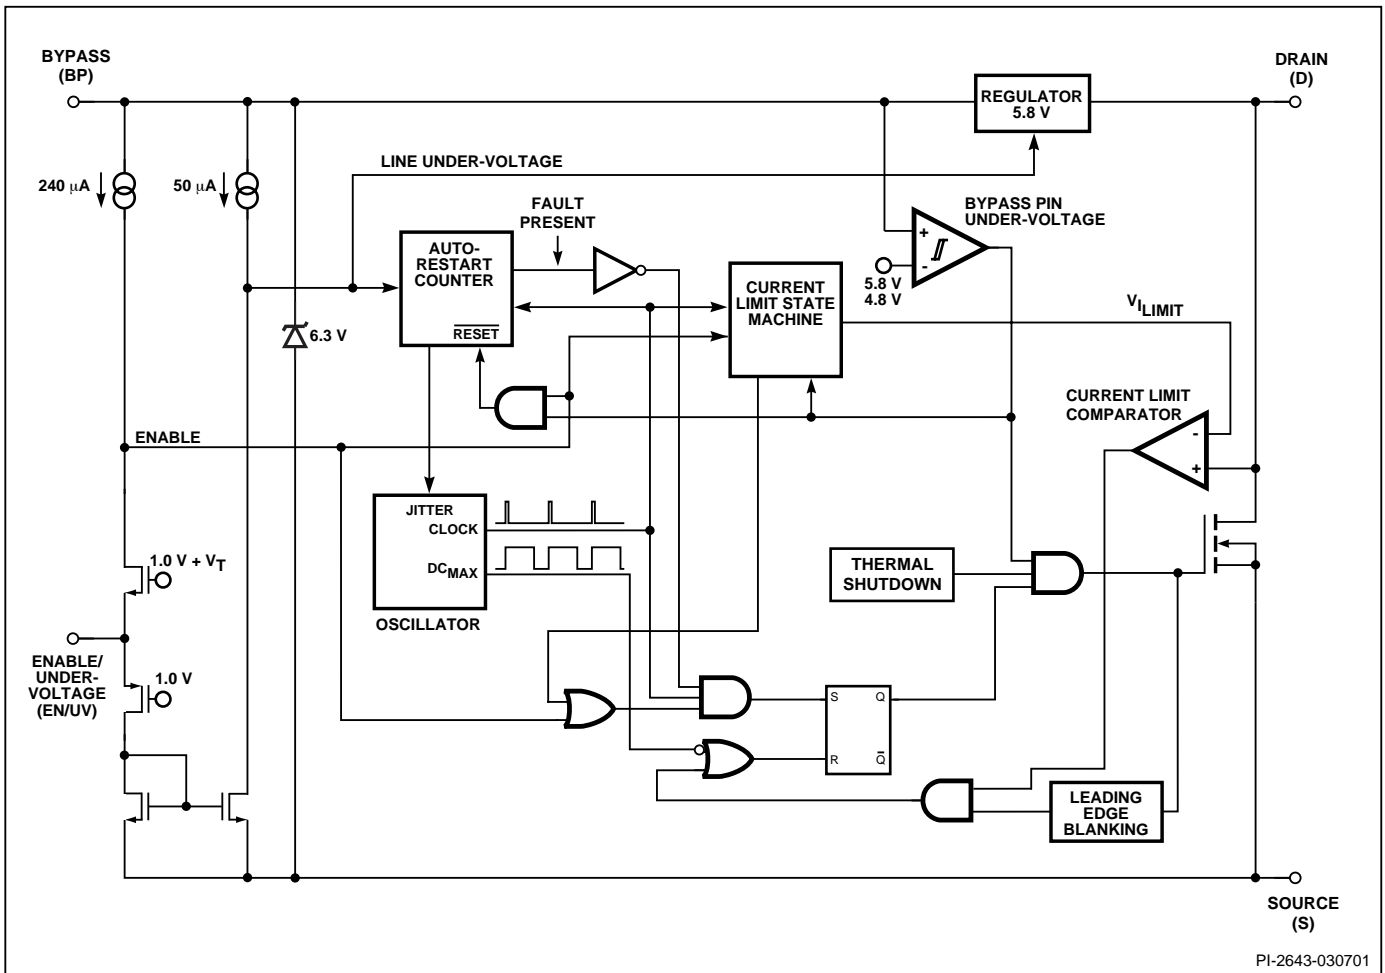 BYPASS
(BP)
DRAIN
(D)
REGULATOR
5.8 V
LINE UNDER-VOLTAGE
240 μA
50 μA
FAULT
PRESENT
BYPASS PIN
UNDER-VOLTAGE
+
-
5.8 V
4.8 V
AUTO-
RESTART
COUNTER
RESET
CURRENT
LIMIT STATE
MACHINE
VILIMIT
6.3 V
CURRENT LIMIT
COMPARATOR
-
+
ENABLE
JITTER
CLOCK
DCMAX
OSCILLATOR
1.0 V + VT
THERMAL
SHUTDOWN
ENABLE/
UNDER-
VOLTAGE
(EN/UV)
1.0 V
S Q
R Q̅
LEADING
EDGE
BLANKING
SOURCE
(S)
PI-2643-030701